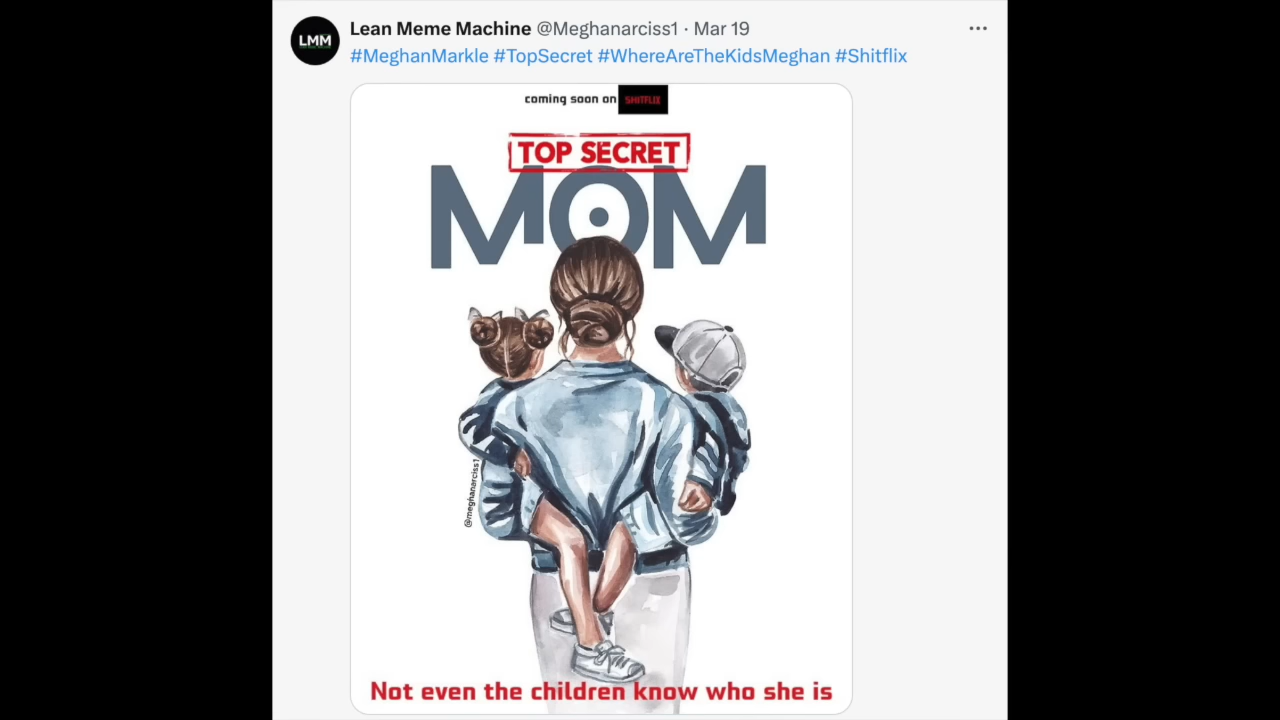 LMM
Lean Meme Machine @Meghanarciss1 · Mar 19
#MeghanMarkle #TopSecret #WhereAreTheKidsMeghan #Shitflix
coming soon on SHITFLIX
TOP SECRET
MOM
@meghanarciss1
Not even the children know who she is